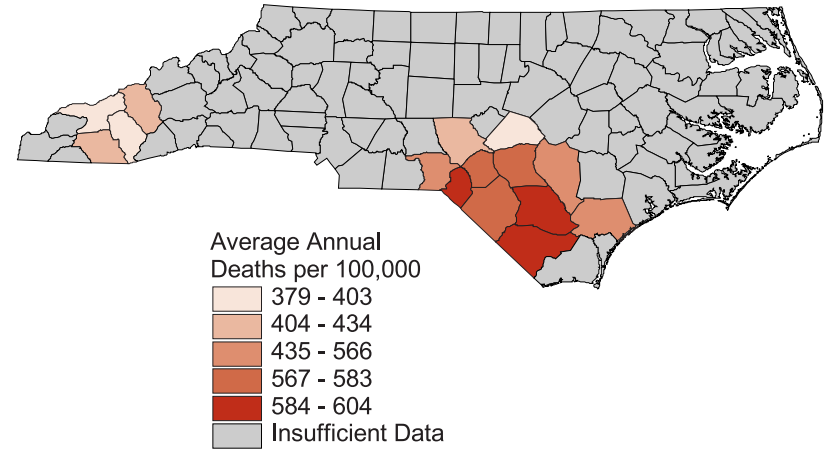 Average Annual
Deaths per 100,000
379 - 403
404 - 434
435 - 566
567 - 583
584 - 604
Insufficient Data